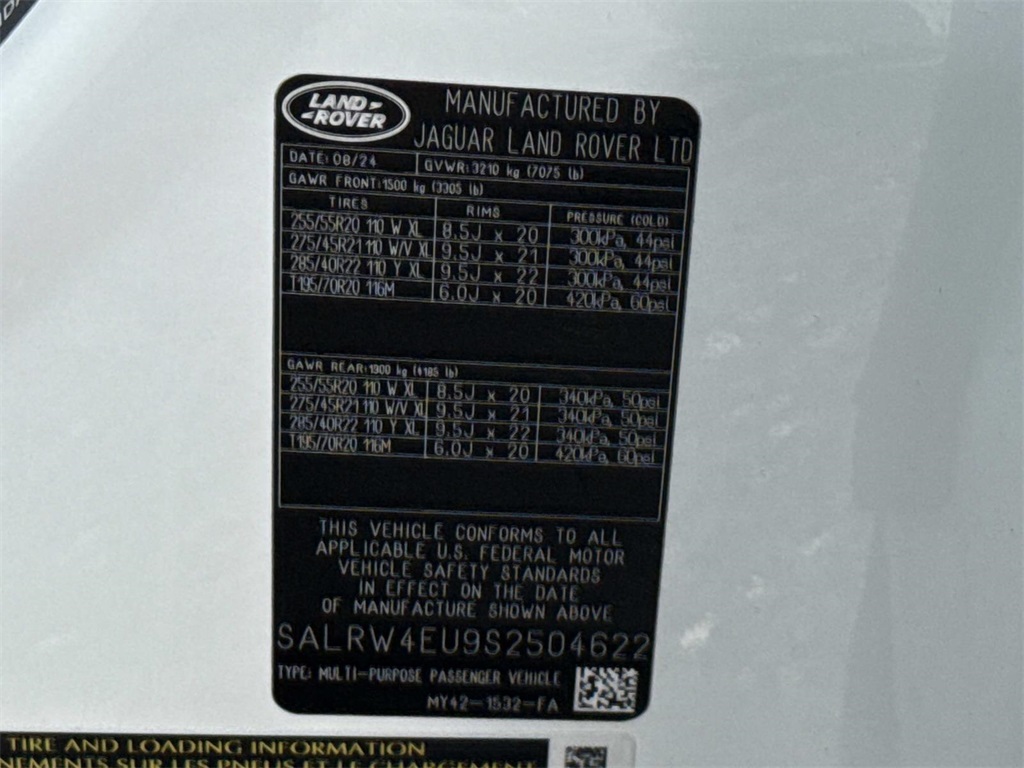 LAND
ROVER
MANUFACTURED BY
JAGUAR LAND ROVER LTD
DATE: 08/24 GVWR: 3210 kg (7075 lb)
GAWR FRONT: 1500 kg (3305 lb)
TIRES RIMS PRESSURE (COLD)
255/55R20 110 W XL 8.5J x 20 300kPa, 44psi
275/45R21 110 W/V XL 9.5J x 21 300kPa, 44psi
285/40R22 110 Y XL 9.5J x 22 300kPa, 44psi
T195/70R20 116M 6.0J x 20 420kPa, 60psi
GAWR REAR: 1900 kg (4185 lb)
255/55R20 110 W XL 8.5J x 20 340kPa, 50psi
275/45R21 110 W/V XL 9.5J x 21 340kPa, 50psi
285/40R22 110 Y XL 9.5J x 22 340kPa, 50psi
T195/70R20 116M 6.0J x 20 420kPa, 60psi
THIS VEHICLE CONFORMS TO ALL
APPLICABLE U.S. FEDERAL MOTOR
VEHICLE SAFETY STANDARDS
IN EFFECT ON THE DATE
OF MANUFACTURE SHOWN ABOVE
SALRW4EU9S2504622
TYPE: MULTI-PURPOSE PASSENGER VEHICLE
MY42-1532-FA
TIRE AND LOADING INFORMATION
NEMENTS SUR LES PNEUS ET LE CHARGEMENT